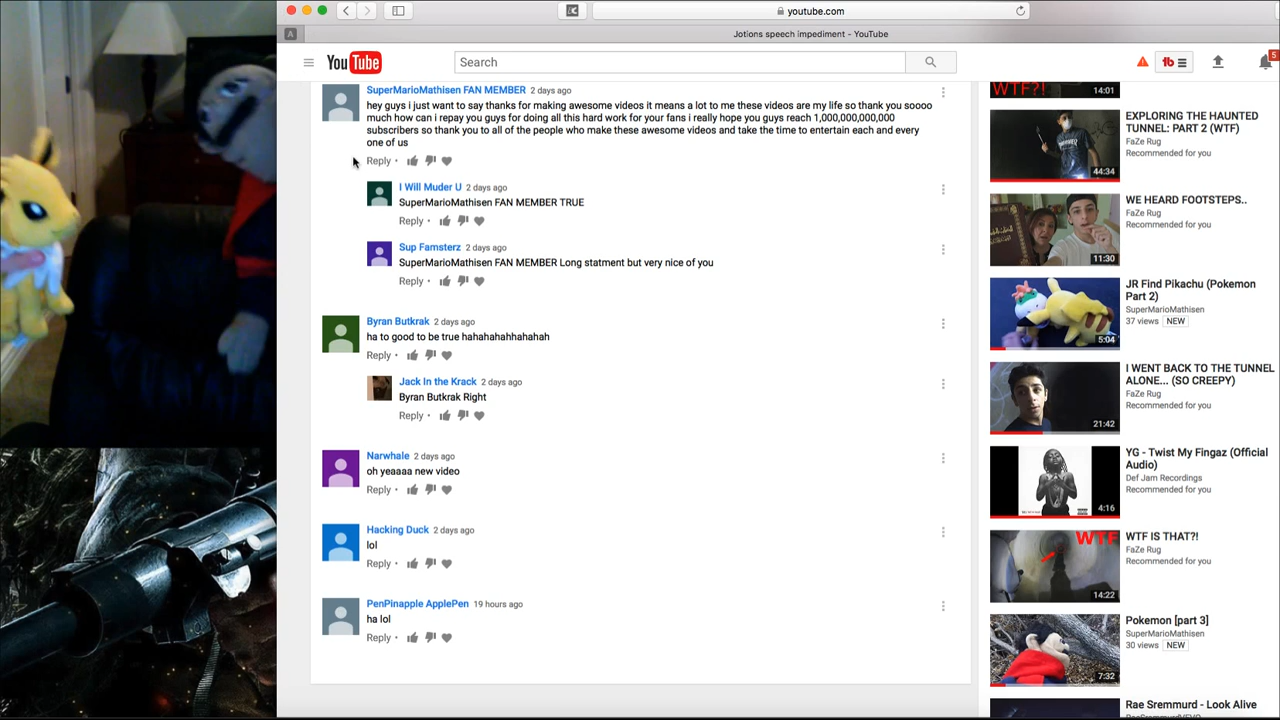 youtube.com
A
Jotions speech impediment - YouTube
YouTube
Search
5
SuperMarioMathisen FAN MEMBER 2 days ago
hey guys i just want to say thanks for making awesome videos it means a lot to me these videos are my life so thank you soooo
much how can i repay you guys for doing all this hard work for your fans i really hope you guys reach 1,000,000,000,000
subscribers so thank you to all of the people who make these awesome videos and take the time to entertain each and every
one of us
Reply
I Will Muder U 2 days ago
SuperMarioMathisen FAN MEMBER TRUE
Reply
Sup Famsterz 2 days ago
SuperMarioMathisen FAN MEMBER Long statment but very nice of you
Reply
Byran Butkrak 2 days ago
ha to good to be true hahahahhahahah
Reply
Jack In the Krack 2 days ago
Byran Butkrak Right
Reply
Narwhale 2 days ago
oh yeaaaa new video
Reply
Hacking Duck 2 days ago
lol
Reply
PenPinapple ApplePen 19 hours ago
ha lol
Reply
WTF?!
14:01
EXPLORING THE HAUNTED
TUNNEL: PART 2 (WTF)
FaZe Rug
Recommended for you
44:34
WE HEARD FOOTSTEPS..
FaZe Rug
Recommended for you
11:30
JR Find Pikachu (Pokemon
Part 2)
SuperMarioMathisen
37 views NEW
5:04
I WENT BACK TO THE TUNNEL
ALONE... (SO CREEPY)
FaZe Rug
Recommended for you
21:42
YG - Twist My Fingaz (Official
Audio)
Def Jam Recordings
Recommended for you
4:16
WTF IS THAT?!
FaZe Rug
Recommended for you
WTF
14:22
Pokemon [part 3]
SuperMarioMathisen
30 views NEW
7:32
Rae Sremmurd - Look Alive